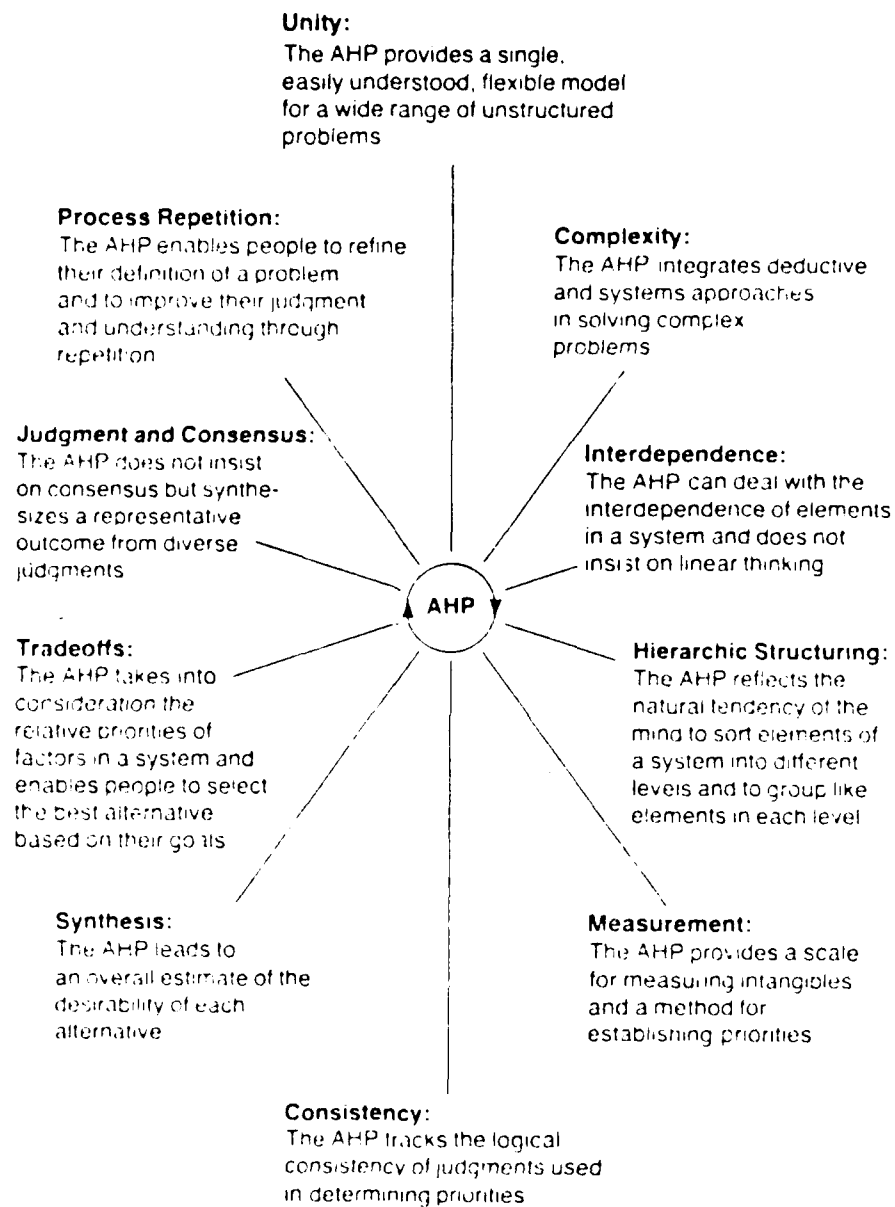 Unity:
The AHP provides a single,
easily understood, flexible model
for a wide range of unstructured
problems
Process Repetition:
The AHP enables people to refine
their definition of a problem
and to improve their judgment
and understanding through
repetition
Complexity:
The AHP integrates deductive
and systems approaches
in solving complex
problems
Judgment and Consensus:
The AHP does not insist
on consensus but synthe-
sizes a representative
outcome from diverse
judgments
Interdependence:
The AHP can deal with the
interdependence of elements
in a system and does not
insist on linear thinking
AHP
Tradeoffs:
The AHP takes into
consideration the
relative priorities of
factors in a system and
enables people to select
the best alternative
based on their goals
Hierarchic Structuring:
The AHP reflects the
natural tendency of the
mind to sort elements of
a system into different
levels and to group like
elements in each level
Synthesis:
The AHP leads to
an overall estimate of the
desirability of each
alternative
Measurement:
The AHP provides a scale
for measuring intangibles
and a method for
establishing priorities
Consistency:
The AHP tracks the logical
consistency of judgments used
in determining priorities